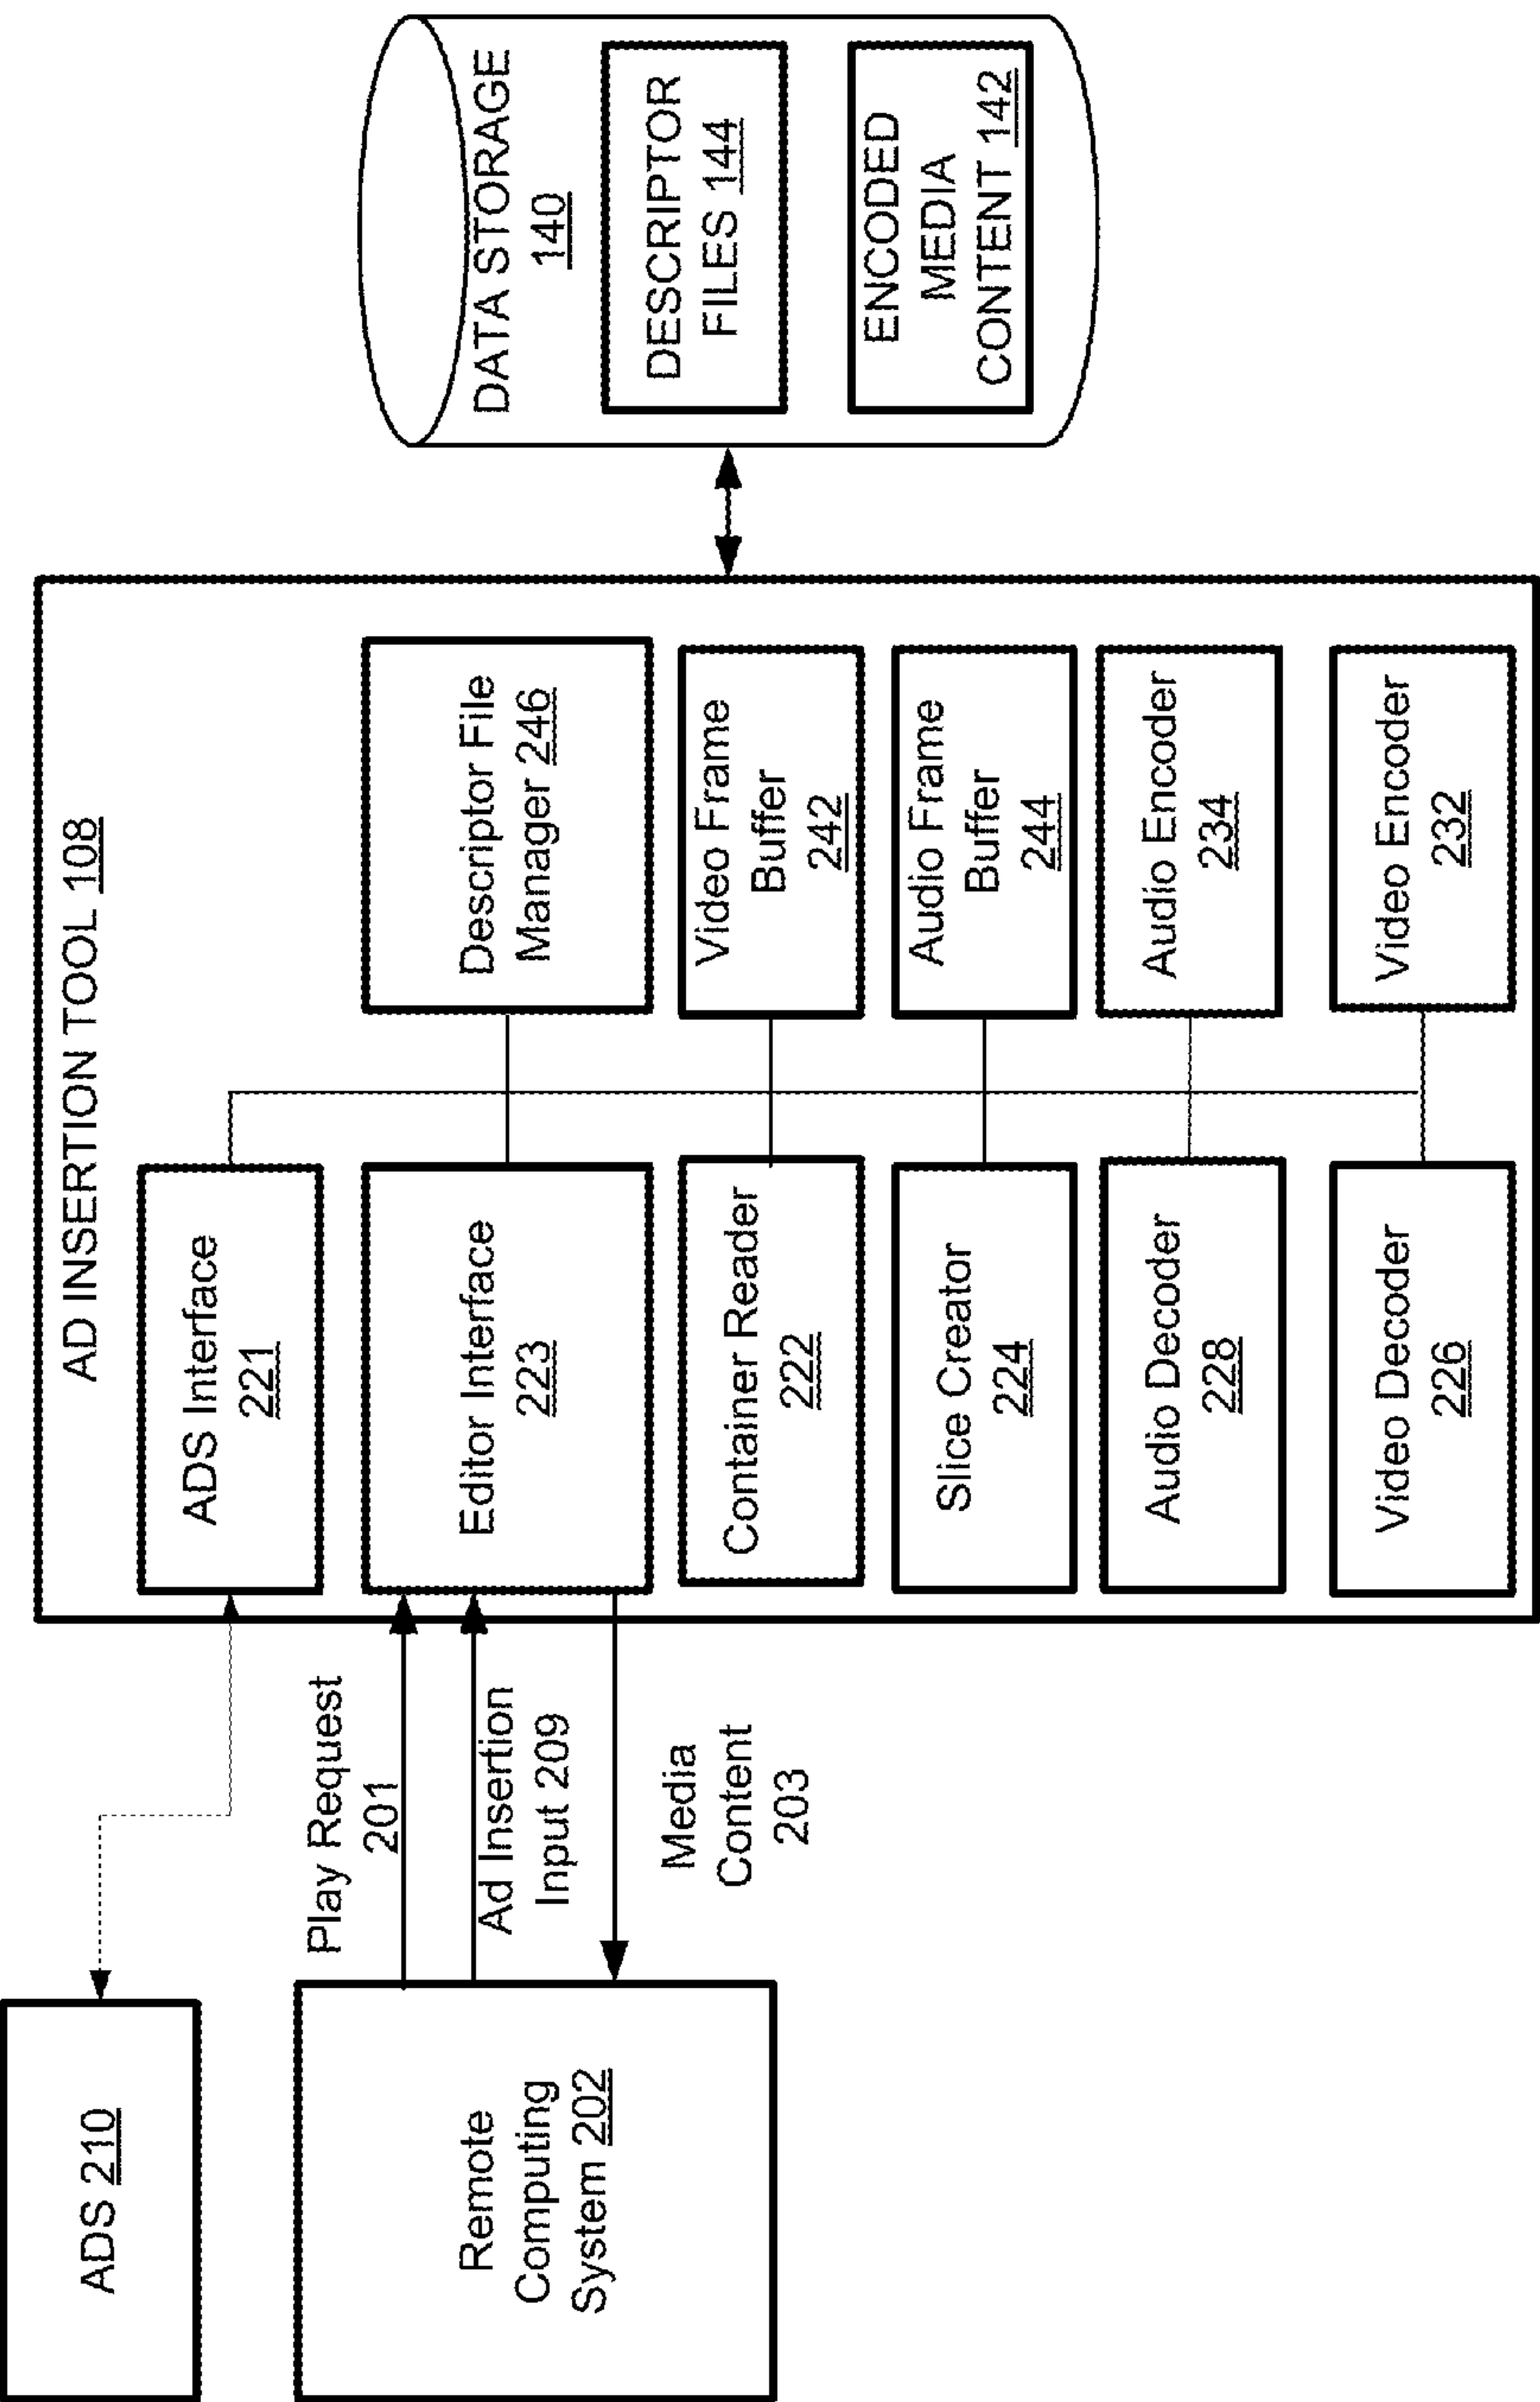 ADS 210
Remote
Computing
System 202
Play Request
201
Ad Insertion
Input 209
Media
Content
203
AD INSERTION TOOL 108
ADS Interface
221
Editor Interface
223
Container Reader
222
Slice Creator
224
Audio Decoder
228
Video Decoder
226
Descriptor File
Manager 246
Video Frame
Buffer
242
Audio Frame
Buffer
244
Audio Encoder
234
Video Encoder
232
DATA STORAGE
140
DESCRIPTOR
FILES 144
ENCODED
MEDIA
CONTENT 142